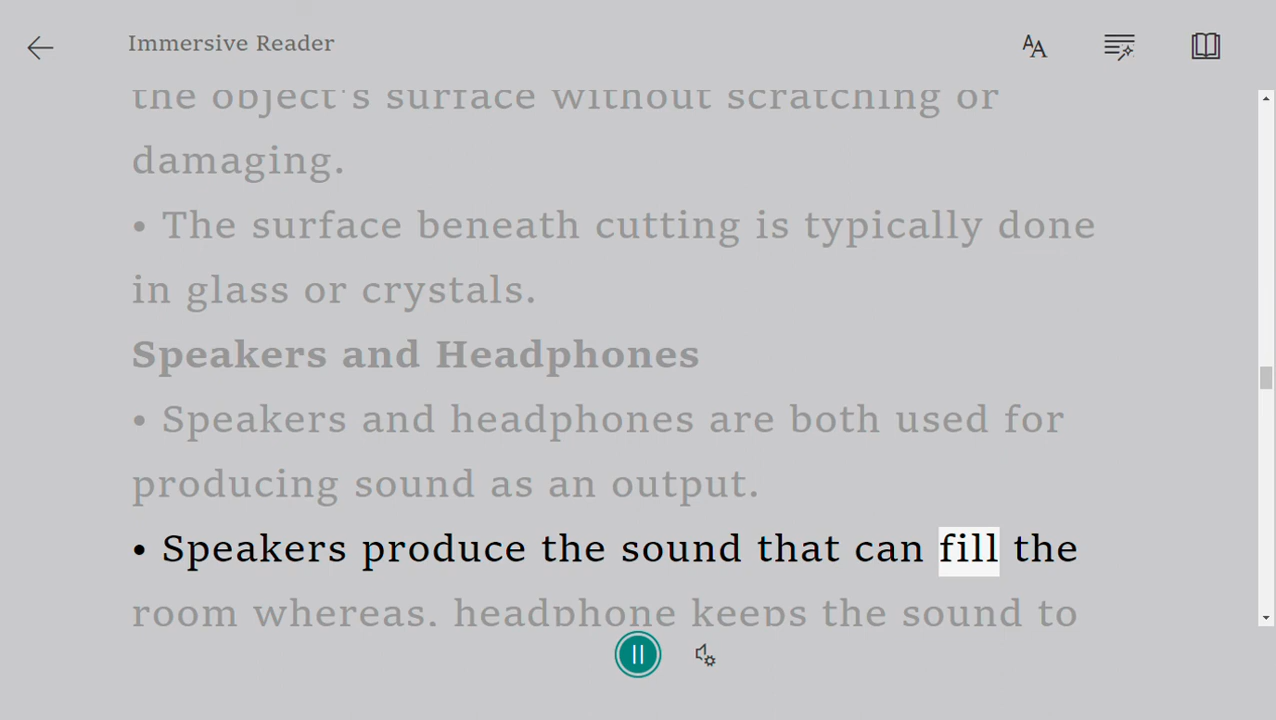 Immersive Reader
the object's surface without scratching or
damaging.
• The surface beneath cutting is typically done
in glass or crystals.
Speakers and Headphones
• Speakers and headphones are both used for
producing sound as an output.
• Speakers produce the sound that can fill the
room whereas, headphone keeps the sound to